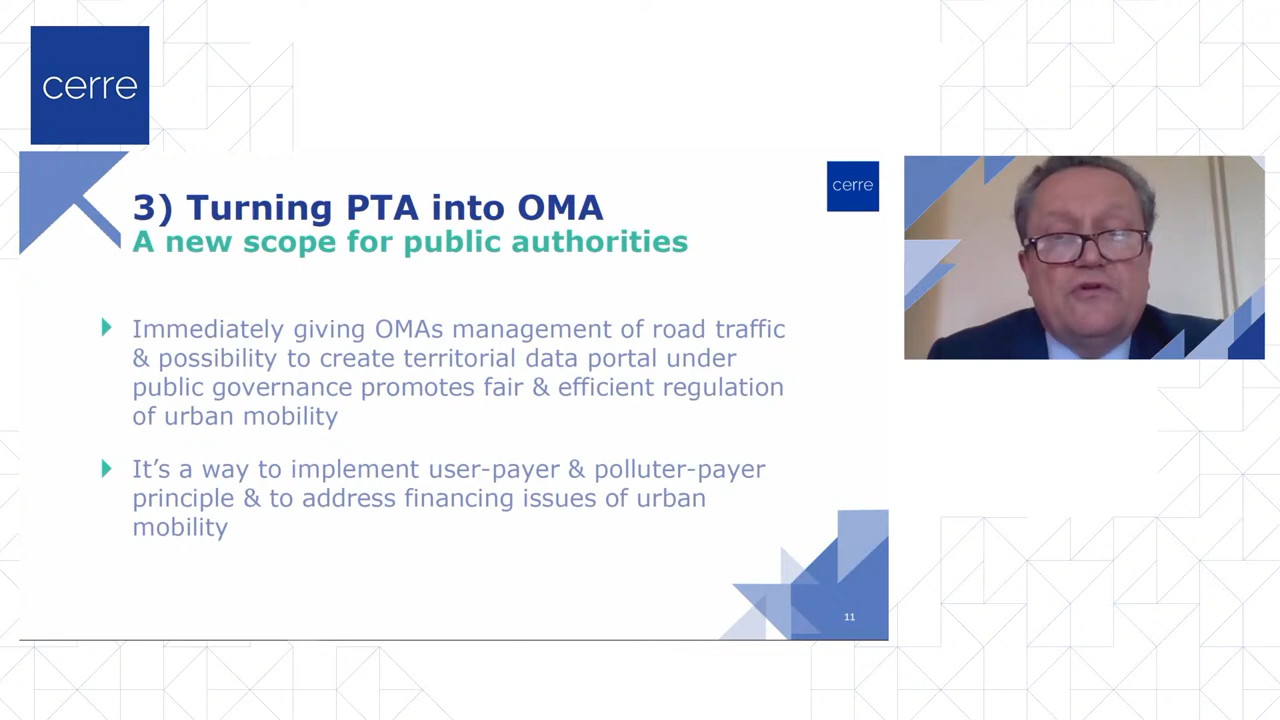 cerre
cerre
3) Turning PTA into OMA
A new scope for public authorities
Immediately giving OMAs management of road traffic
& possibility to create territorial data portal under
public governance promotes fair & efficient regulation
of urban mobility
It’s a way to implement user-payer & polluter-payer
principle & to address financing issues of urban
mobility
11